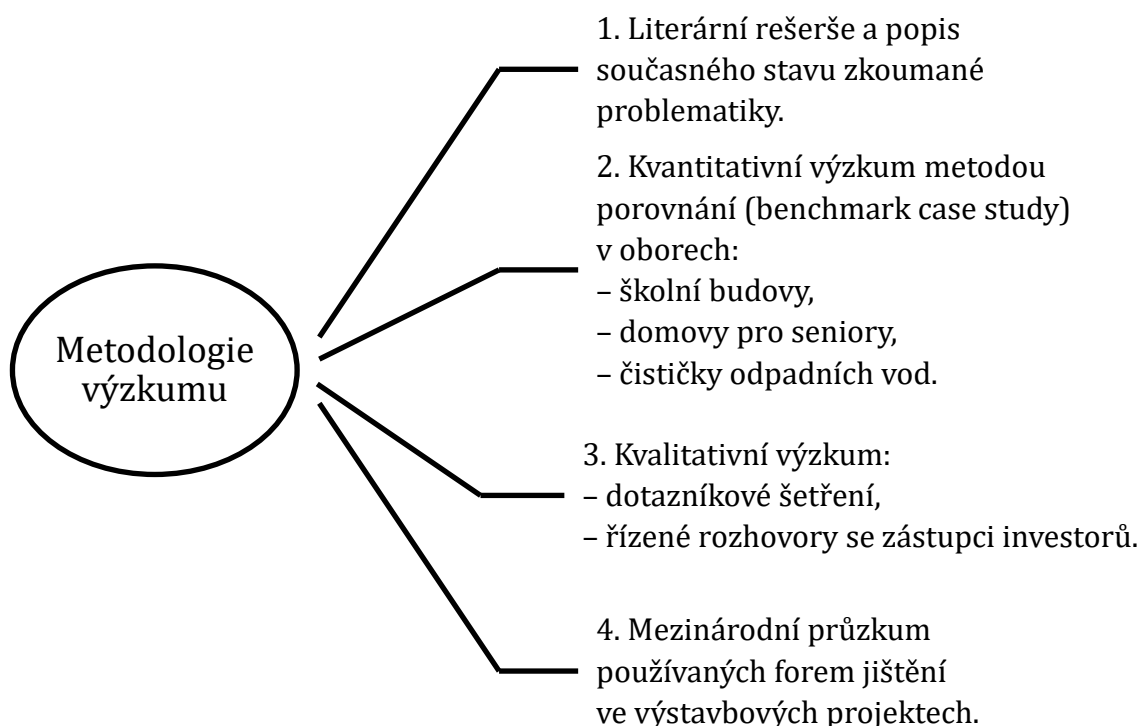 1. Literární rešerše a popis
současného stavu zkoumané
problematiky.
2. Kvantitativní výzkum metodou
porovnání (benchmark case study)
v oborech:
– školní budovy,
– domovy pro seniory,
– čističky odpadních vod.
Metodologie
výzkumu
3. Kvalitativní výzkum:
– dotazníkové šetření,
– řízené rozhovory se zástupci investorů.
4. Mezinárodní průzkum
používaných forem jištění
ve výstavbových projektech.